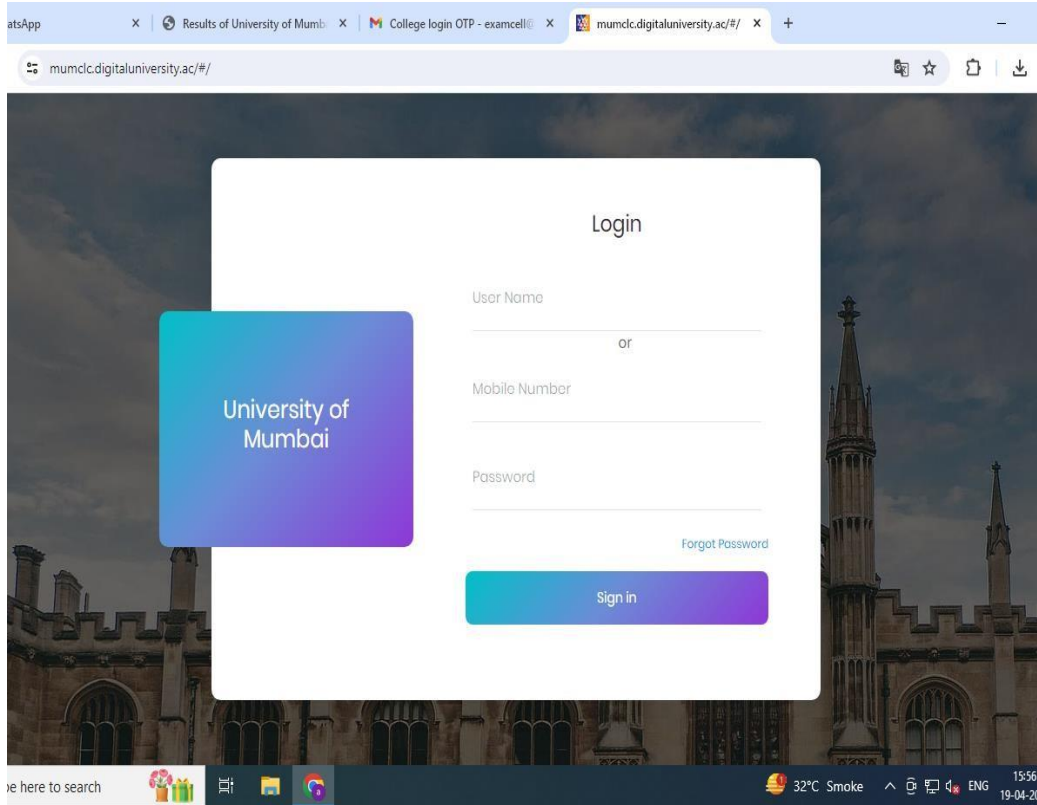 atsApp
Results of University of Mumb
College login OTP - examcell@
mumclc.digitaluniversity.ac/#/
mumclc.digitaluniversity.ac/#/
Login
User Name
or
Mobile Number
University of
Mumbai
Password
Forgot Password
Sign in
pe here to search
32°C Smoke
ENG
15:56
19-04-20